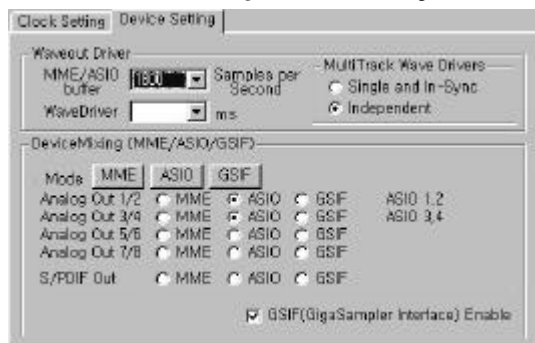 Clock Setting Device Setting
Waveout Driver
MME/ASIO buffer Samples per Second
WaveDriver ms
MultiTrack Wave Drivers
Single and In-Sync
Independent
DeviceMixing (MME/ASIO/GSIF)
Mode MME ASIO GSIF
Analog Out 1/2 MME ASIO GSIF ASIO 1,2
Analog Out 3/4 MME ASIO GSIF ASIO 3,4
Analog Out 5/6 MME ASIO GSIF
Analog Out 7/8 MME ASIO GSIF
S/PDIF Out MME ASIO GSIF
GSIF(GigaSampler Interface) Enable